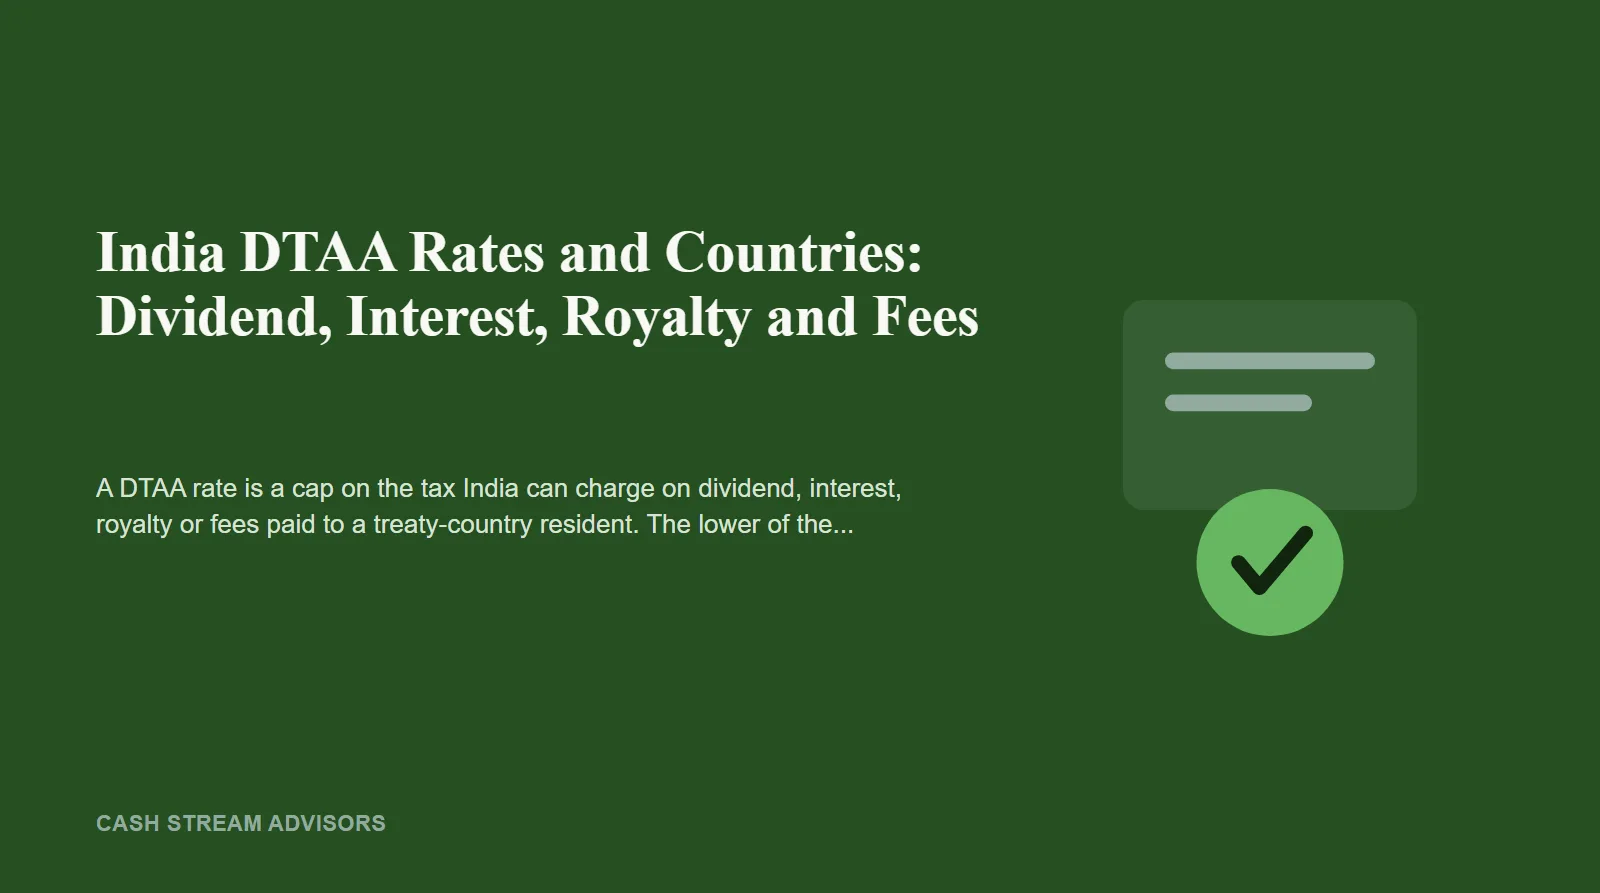 India DTAA Rates and Countries:
Dividend, Interest, Royalty and Fees
A DTAA rate is a cap on the tax India can charge on dividend, interest,
royalty or fees paid to a treaty-country resident. The lower of the...
CASH STREAM ADVISORS